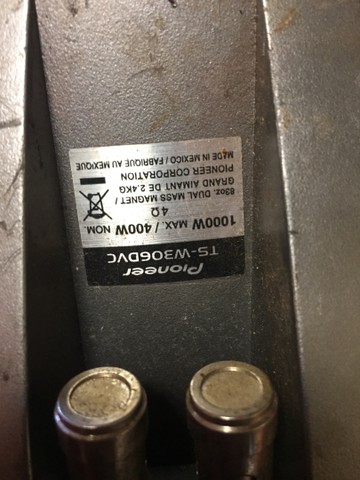 Pioneer
TS-W306DVC
1000W MAX. / 400W NOM.
4Ω
83oz. DUAL MASS MAGNET /
GRAND AIMANT DE 2.4KG
PIONEER CORPORATION
MADE IN MEXICO / FABRIQUE AU MEXIQUE